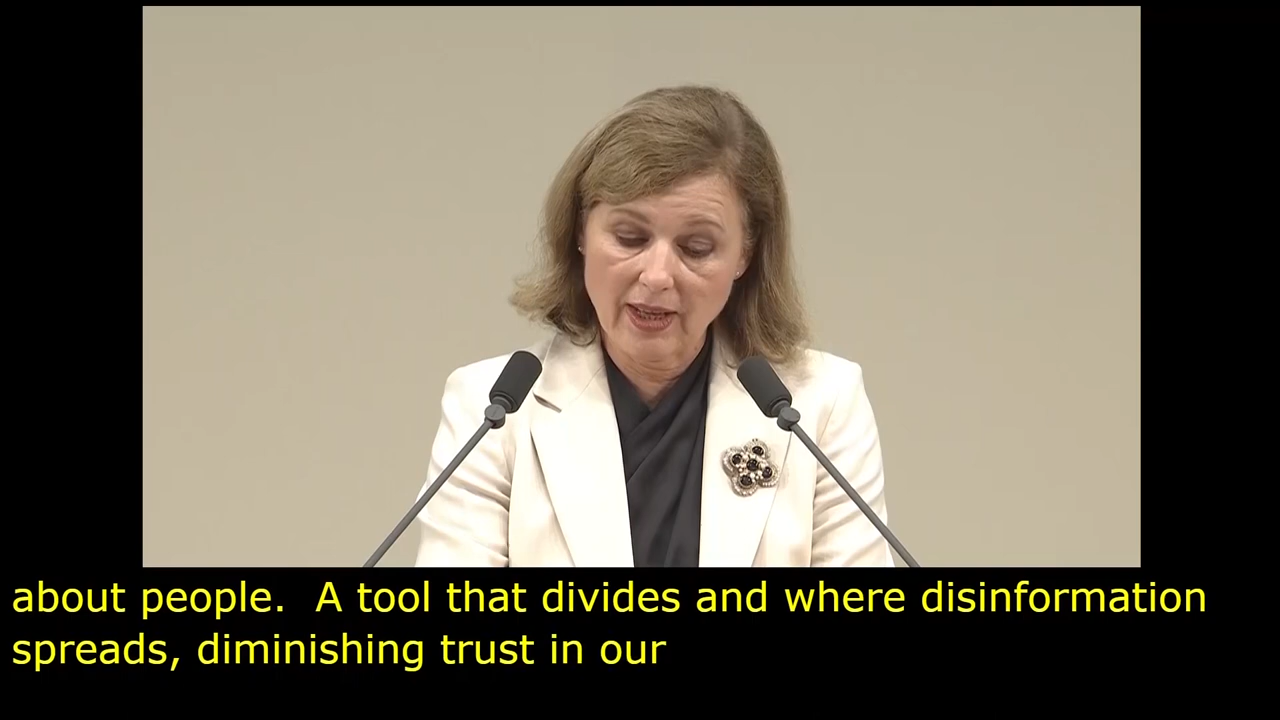 about people.  A tool that divides and where disinformation
spreads, diminishing trust in our